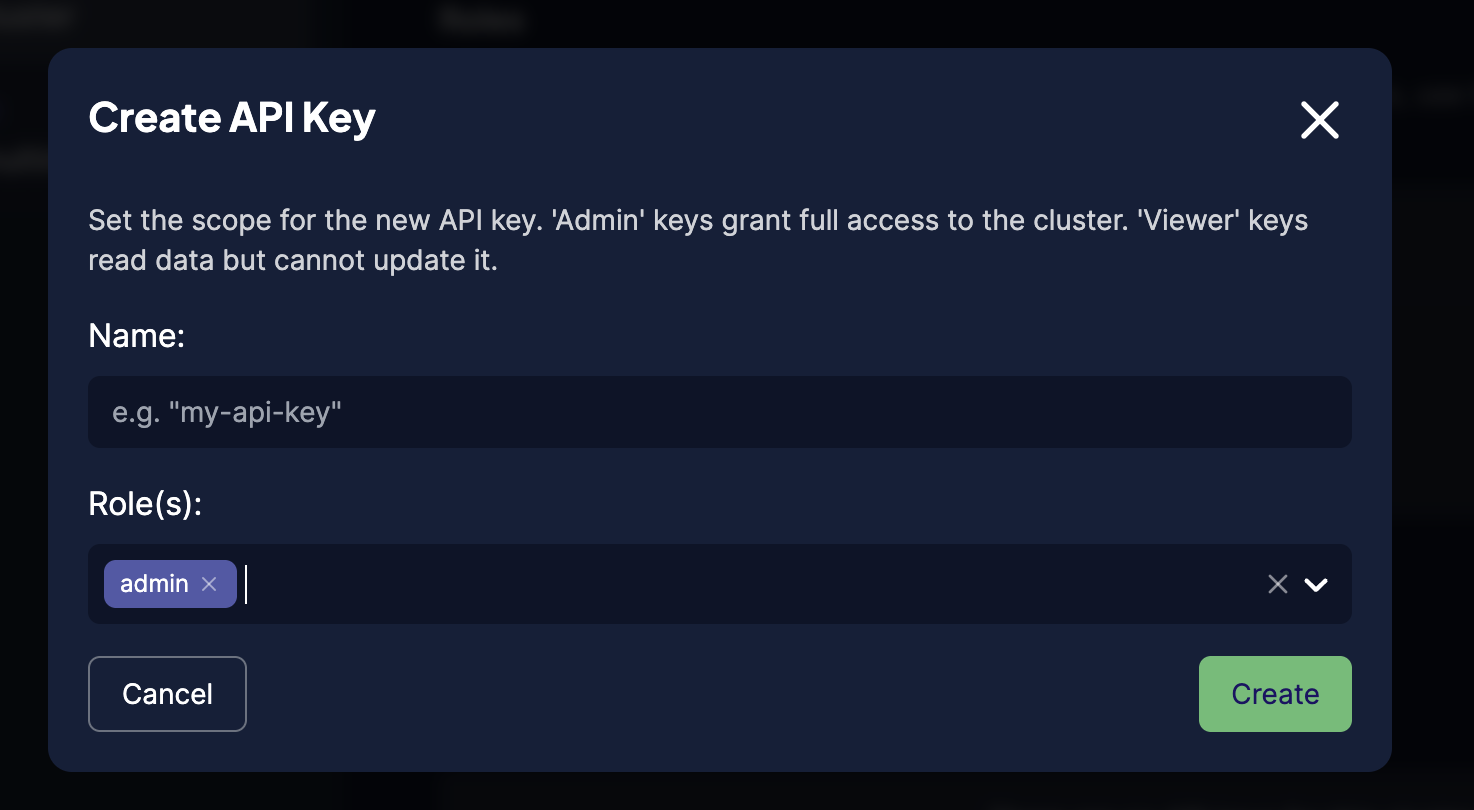 Roles
Create API Key
Set the scope for the new API key. 'Admin' keys grant full access to the cluster. 'Viewer' keys
read data but cannot update it.
Name:
e.g. "my-api-key"
Role(s):
admin
Cancel
Create